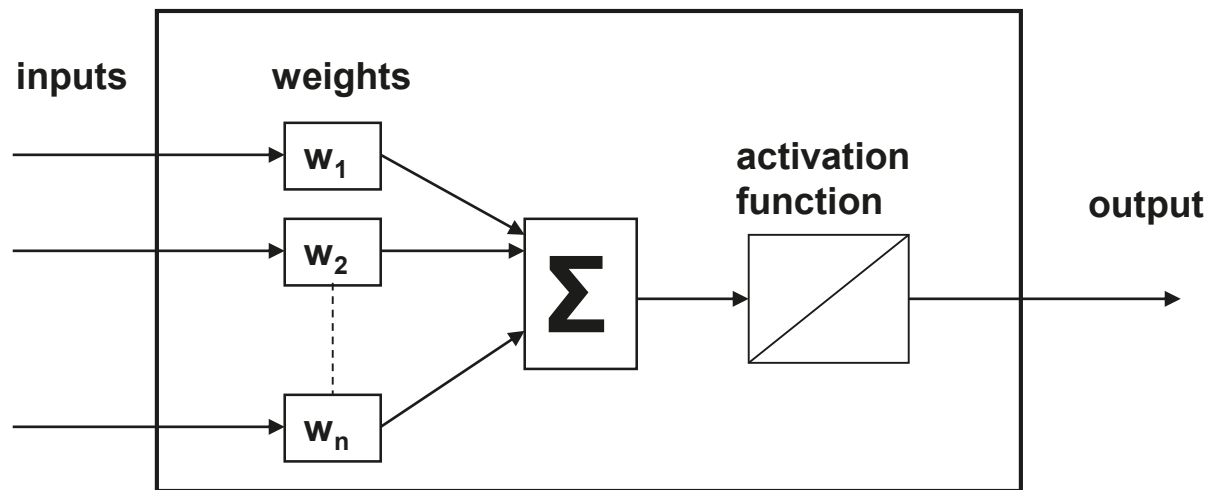 inputs
weights
w₁
activation
function
output
w₂
Σ
wₙ